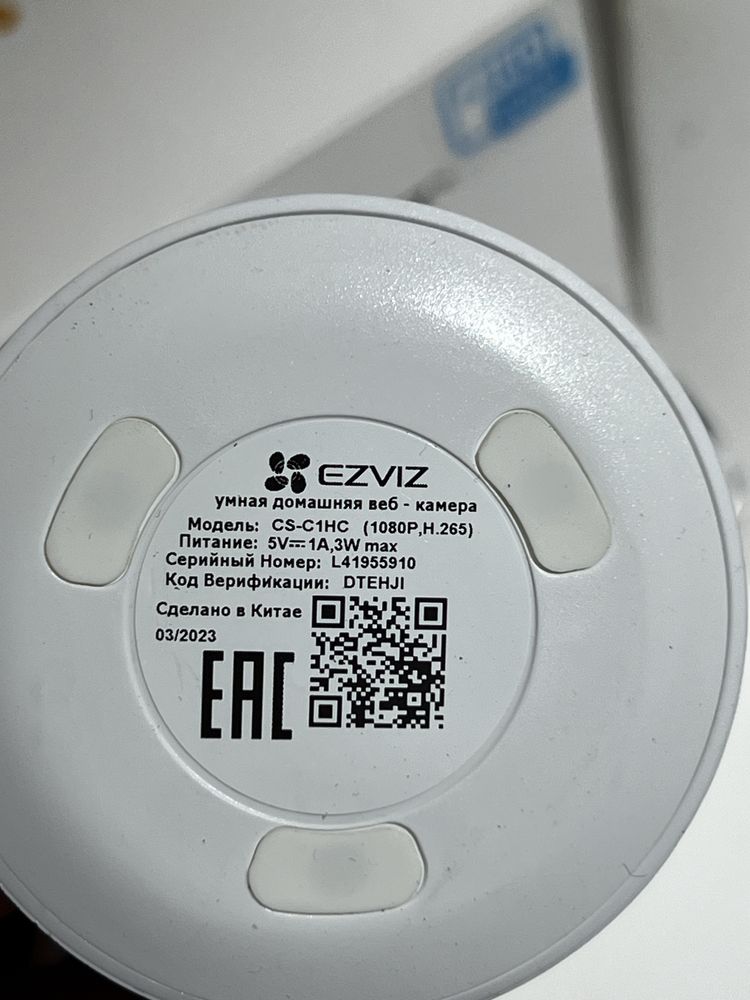 EZVIZ
умная домашняя веб - камера
Модель: CS-C1HC (1080P,H.265)
Питание: 5V⎓1A,3W max
Серийный Номер: L41955910
Код Верификации: DTEHJI
Сделано в Китае
03/2023
EAC